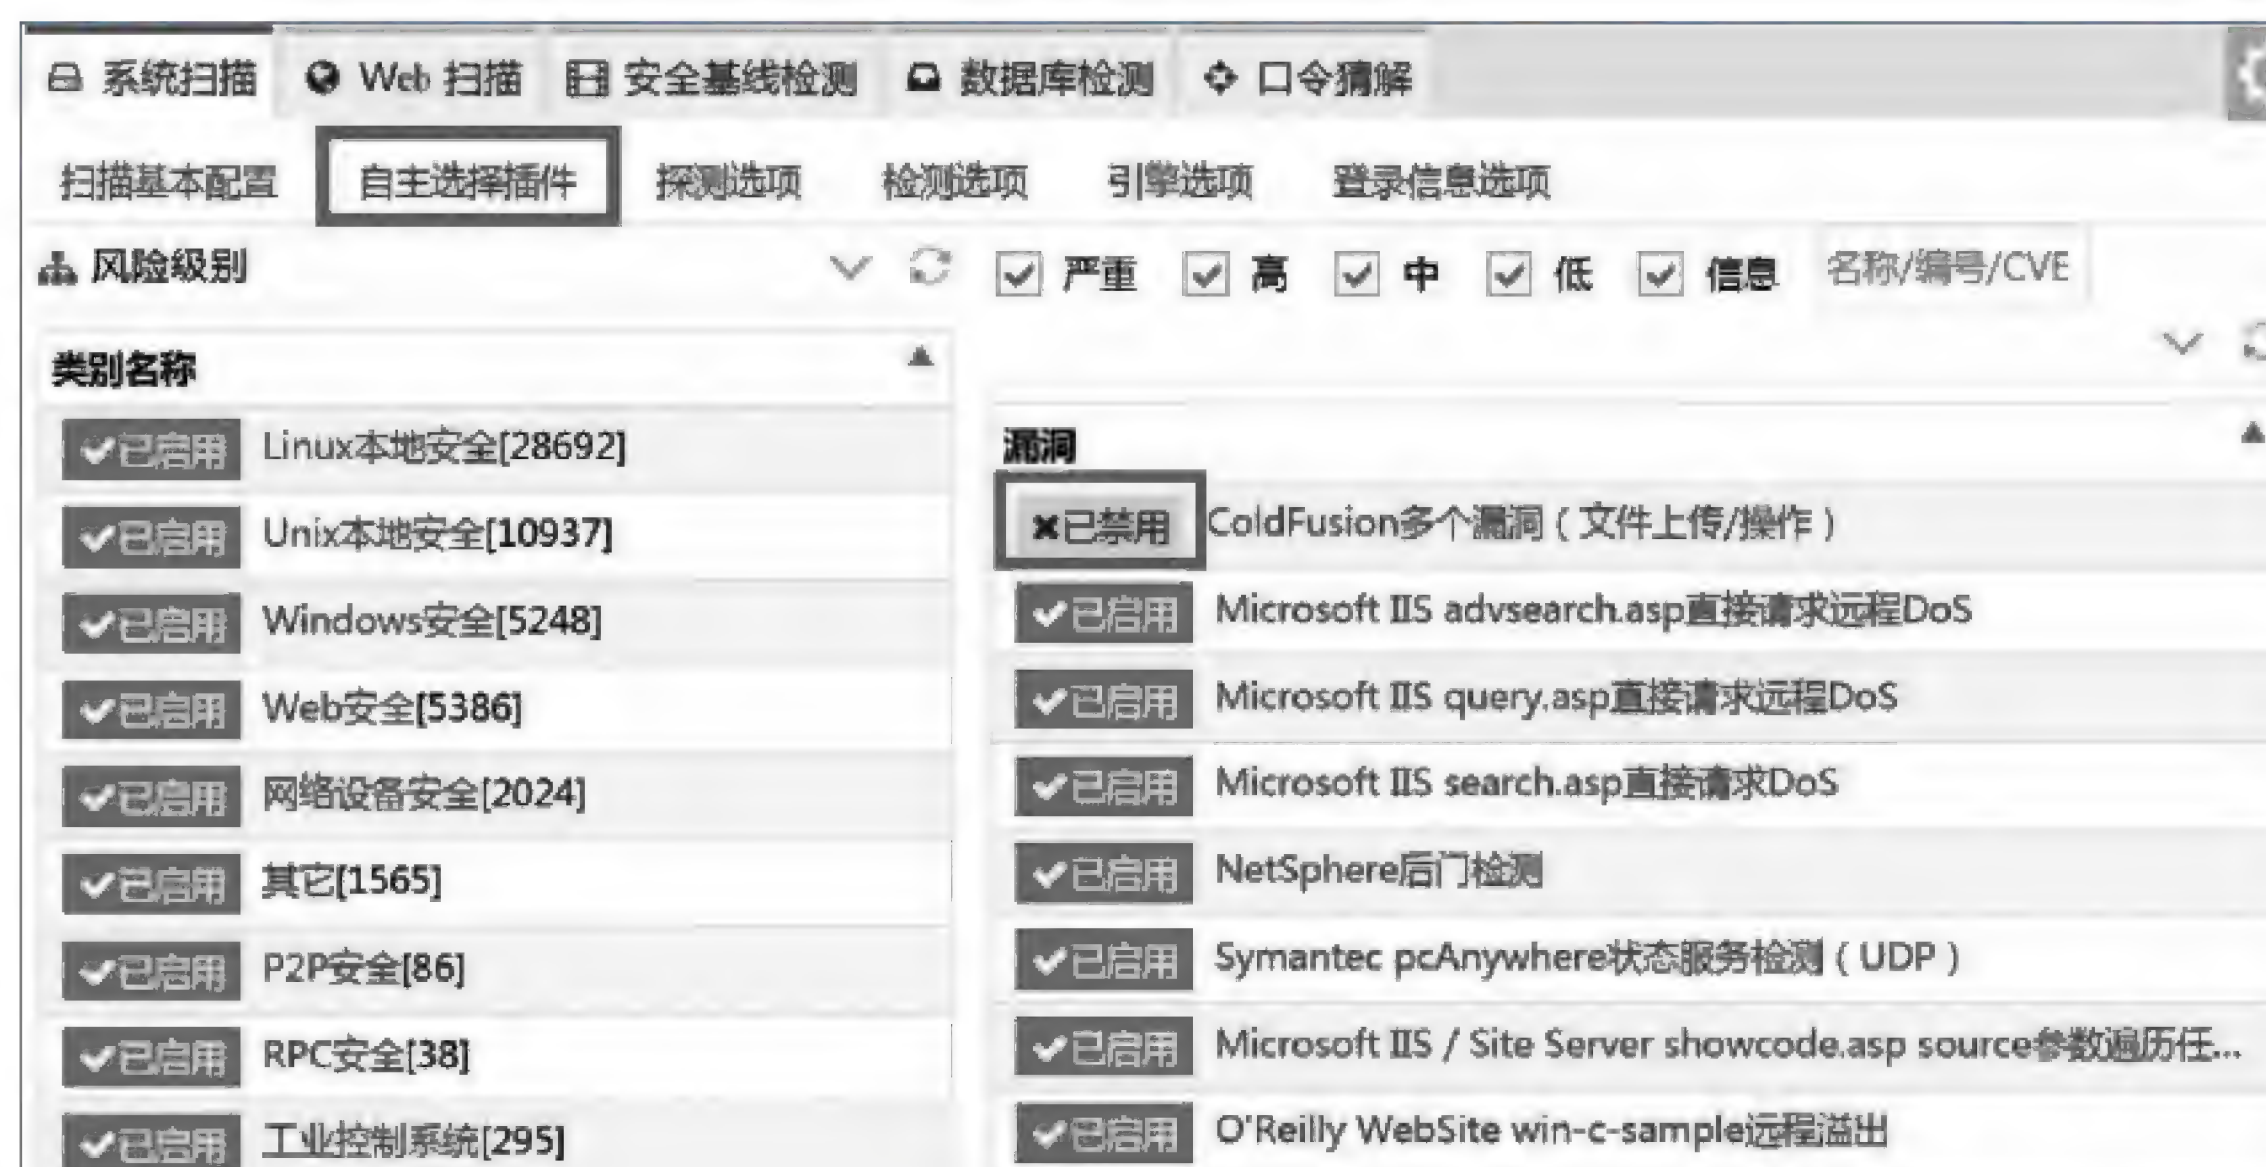 系统扫描 Web 扫描 安全基线检测 数据库检测 口令猜解
扫描基本配置 自主选择插件 探测选项 检测选项 引擎选项 登录信息选项
风险级别
严重 高 中 低 信息 名称/编号/CVE
类别名称
已启用 Linux本地安全[28692]
已启用 Unix本地安全[10937]
已启用 Windows安全[5248]
已启用 Web安全[5386]
已启用 网络设备安全[2024]
已启用 其它[1565]
已启用 P2P安全[86]
已启用 RPC安全[38]
已启用 工业控制系统[295]
漏洞
已禁用 ColdFusion多个漏洞（文件上传/操作）
已启用 Microsoft IIS advsearch.asp直接请求远程DoS
已启用 Microsoft IIS query.asp直接请求远程DoS
已启用 Microsoft IIS search.asp直接请求DoS
已启用 NetSphere后门检测
已启用 Symantec pcAnywhere状态服务检测（UDP）
已启用 Microsoft IIS / Site Server showcode.asp source参数遍历任...
已启用 O'Reilly WebSite win-c-sample远程溢出